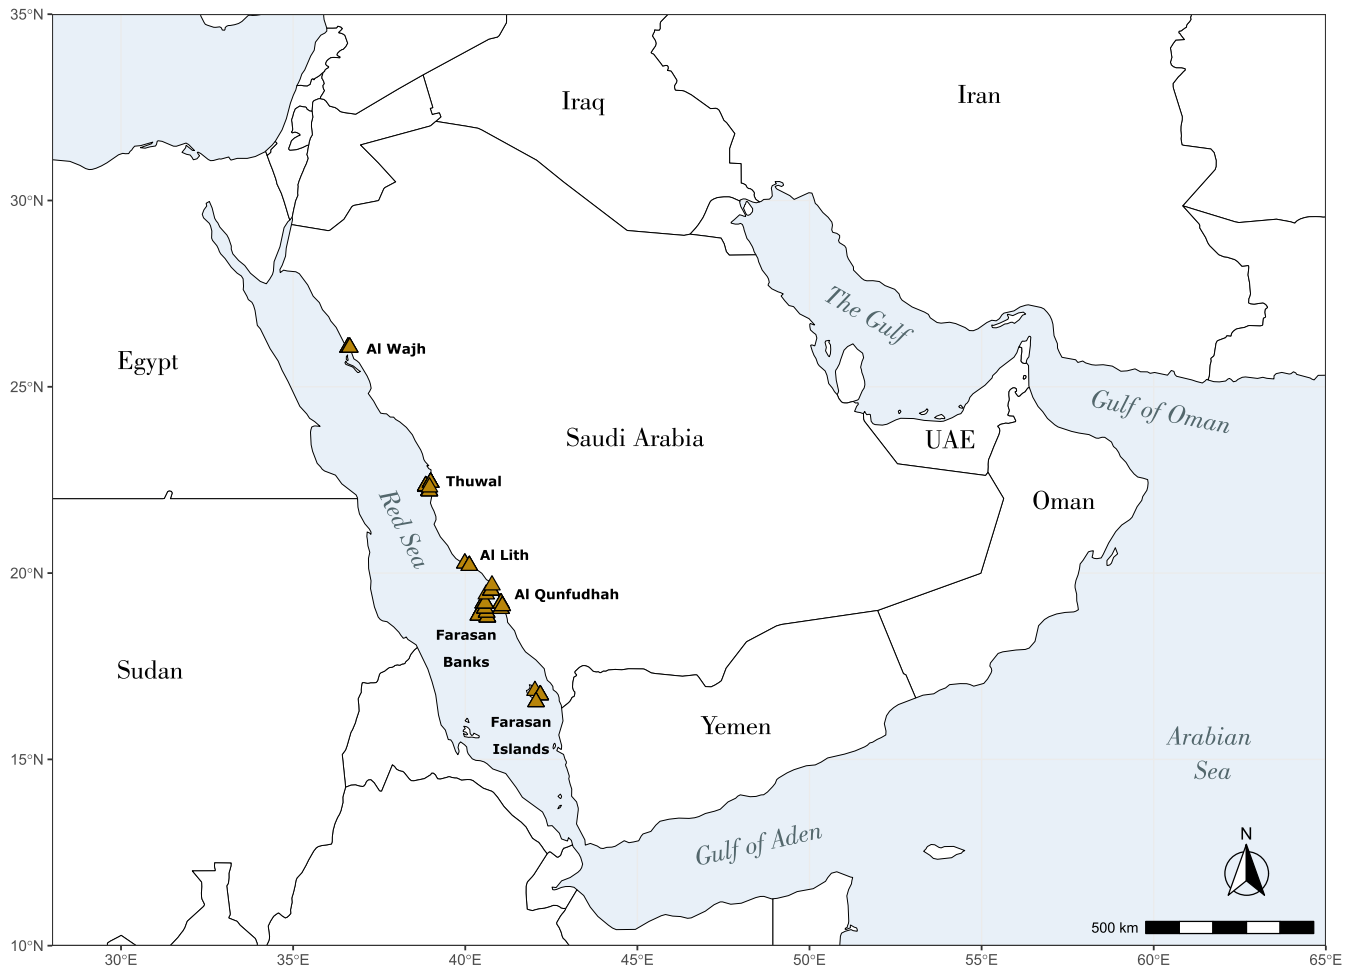 35°N
Iraq
Iran
30°N
The Gulf
Al Wajh
Egypt
25°N
Gulf of Oman
Saudi Arabia
UAE
Thuwal
Red Sea
Oman
Al Lith
20°N
Al Qunfudhah
Farasan
Banks
Sudan
Farasan
Islands
Yemen
Arabian
Sea
15°N
Gulf of Aden
N
500 km
10°N
30°E
35°E
40°E
45°E
50°E
55°E
60°E
65°E